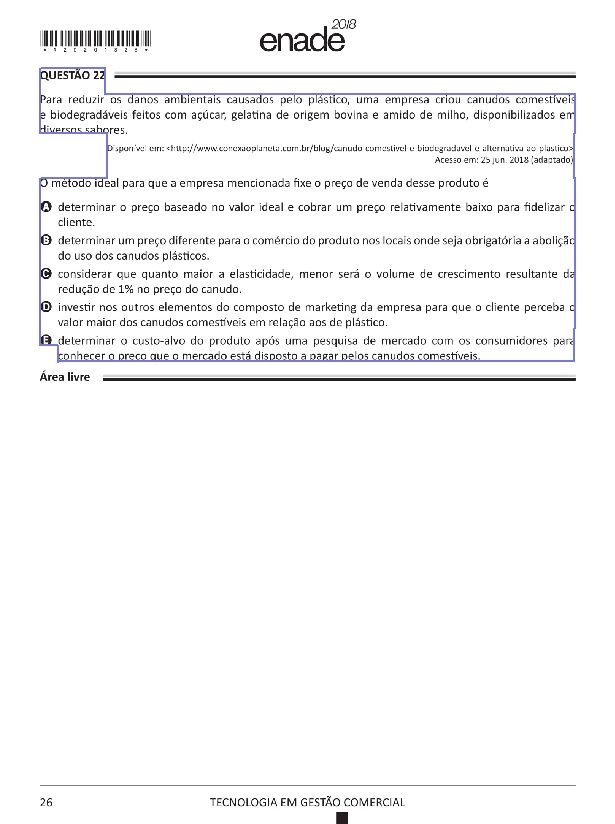 *R2020182 6*
enade 2018
QUESTÃO 22
Para reduzir os danos ambientais causados pelo plástico, uma empresa criou canudos comestíveis
e biodegradáveis feitos com açúcar, gelatina de origem bovina e amido de milho, disponibilizados em
diversos sabores.
Disponível em: <http://www.conexaoplaneta.com.br/blog/canudo-comestivel-e-biodegradavel-e-alternativa-ao-plastico>
Acesso em: 25 jun. 2018 (adaptado)
O método ideal para que a empresa mencionada fixe o preço de venda desse produto é
A determinar o preço baseado no valor ideal e cobrar um preço relativamente baixo para fidelizar o
cliente.
B determinar um preço diferente para o comércio do produto nos locais onde seja obrigatória a abolição
do uso dos canudos plásticos.
C considerar que quanto maior a elasticidade, menor será o volume de crescimento resultante da
redução de 1% no preço do canudo.
D investir nos outros elementos do composto de marketing da empresa para que o cliente perceba o
valor maior dos canudos comestíveis em relação aos de plástico.
E determinar o custo-alvo do produto após uma pesquisa de mercado com os consumidores para
conhecer o preço que o mercado está disposto a pagar pelos canudos comestíveis.
Área livre
26 TECNOLOGIA EM GESTÃO COMERCIAL